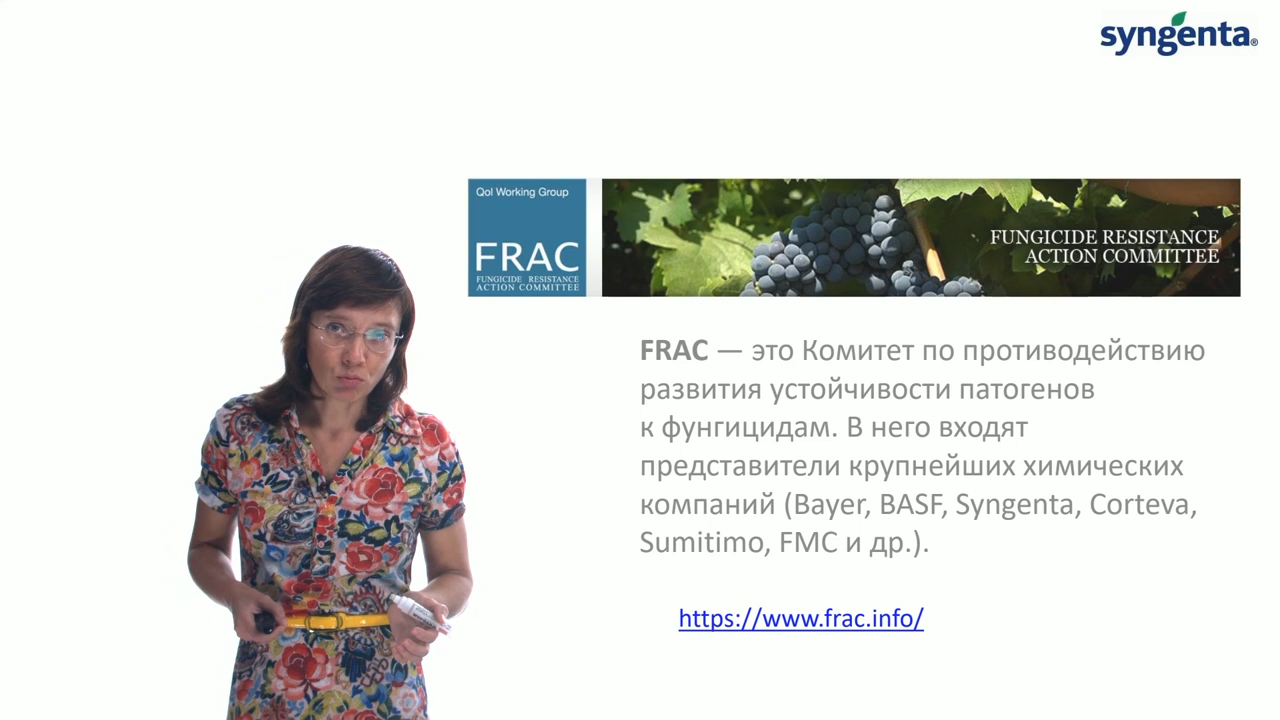 syngenta®
QoI Working Group
FRAC
FUNGICIDE RESISTANCE
ACTION COMMITTEE
FUNGICIDE RESISTANCE
ACTION COMMITTEE
FRAC — это Комитет по противодействию
развития устойчивости патогенов
к фунгицидам. В него входят
представители крупнейших химических
компаний (Bayer, BASF, Syngenta, Corteva,
Sumitimo, FMC и др.).
https://www.frac.info/